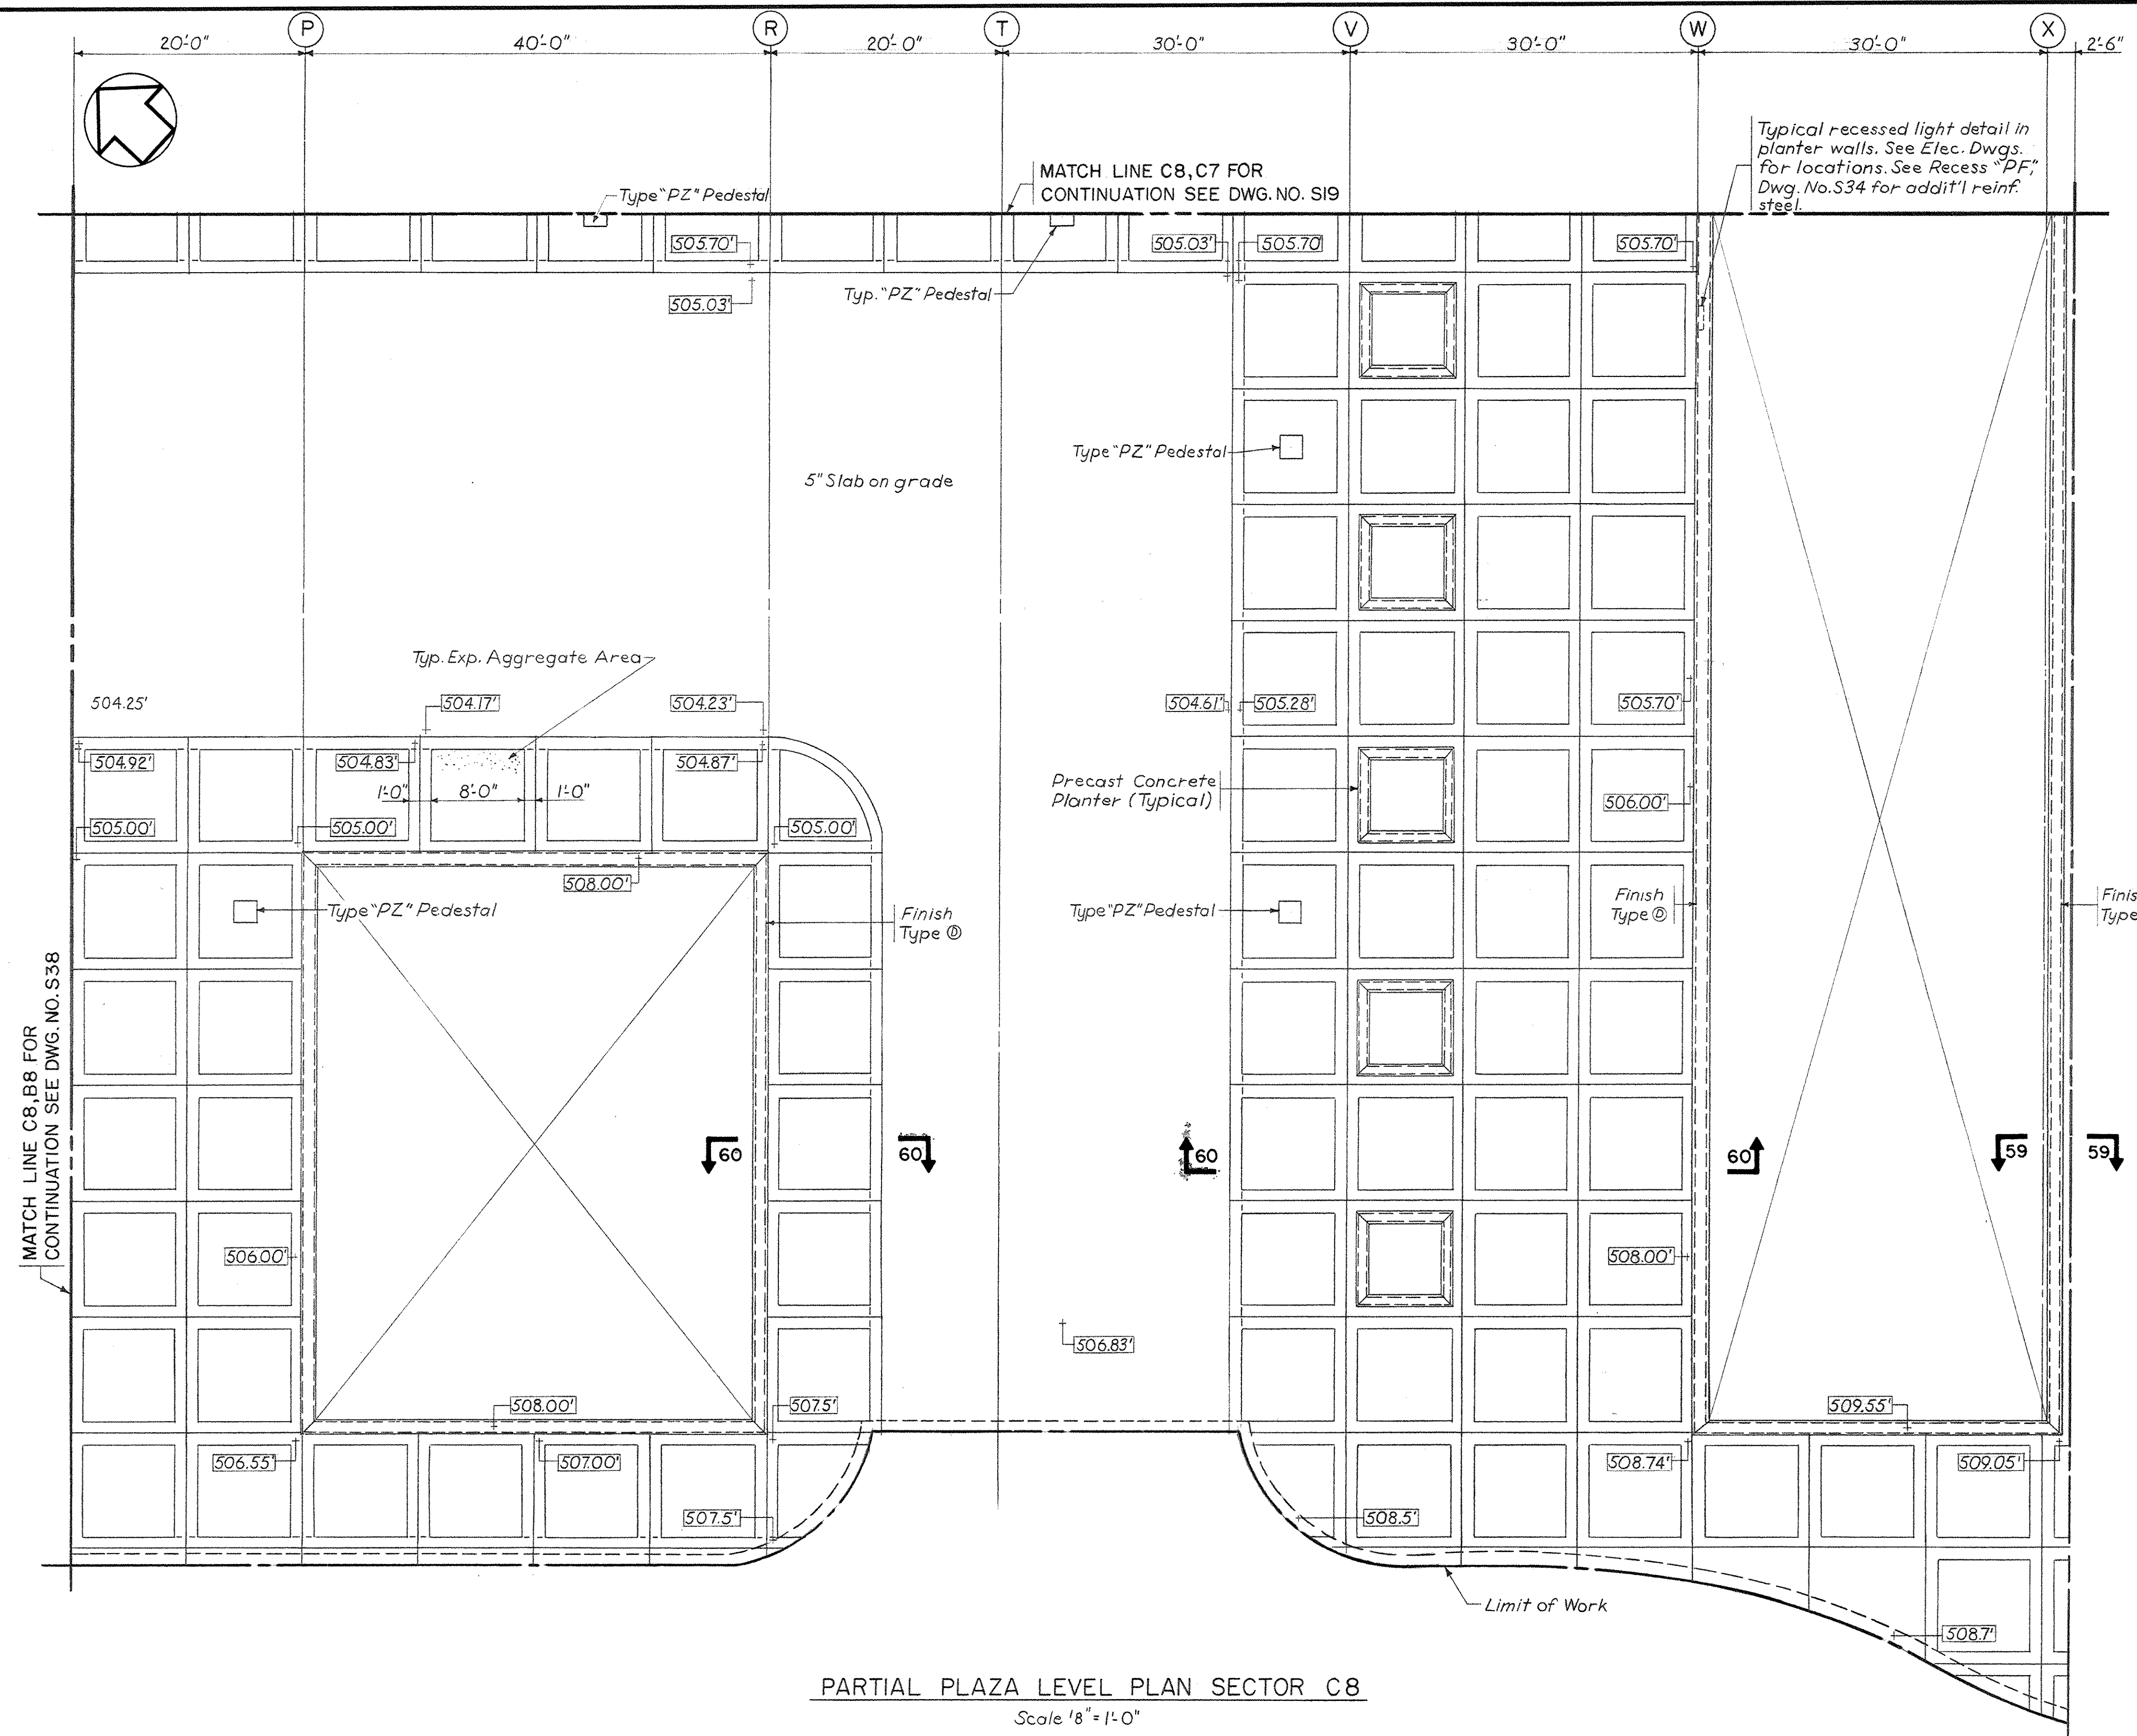 P
R
T
V
W
X
20'-0"
40'-0"
20'-0"
30'-0"
30'-0"
30'-0"
2'-6"
Typical recessed light detail in
planter walls. See Elec. Dwgs.
for locations. See Recess "PF",
Dwg. No. S34 for addit'l reinf.
steel.
MATCH LINE C8, C7 FOR
CONTINUATION SEE DWG. NO. S19
Type "PZ" Pedestal
505.70'
505.03'
505.70'
505.70'
505.03'
Typ. "PZ" Pedestal
Type "PZ" Pedestal
5" Slab on grade
Typ. Exp. Aggregate Area
504.25'
504.17'
504.23'
504.61'
505.28'
505.70'
504.92'
504.83'
504.87'
1'-0"
8'-0"
1'-0"
Precast Concrete
Planter (Typical)
506.00'
505.00'
505.00'
505.00'
508.00'
Type "PZ" Pedestal
Finish
Type D
Type "PZ" Pedestal
Finish
Type D
Finis
Type
MATCH LINE C8, B8 FOR
CONTINUATION SEE DWG. NO. S38
60
60
60
60
59
59
506.00'
508.00'
506.83'
508.00'
507.5'
509.55'
506.55'
507.00'
508.74'
509.05'
507.5'
508.5'
Limit of Work
508.7'
PARTIAL PLAZA LEVEL PLAN SECTOR C8
Scale 1/8" = 1'-0"